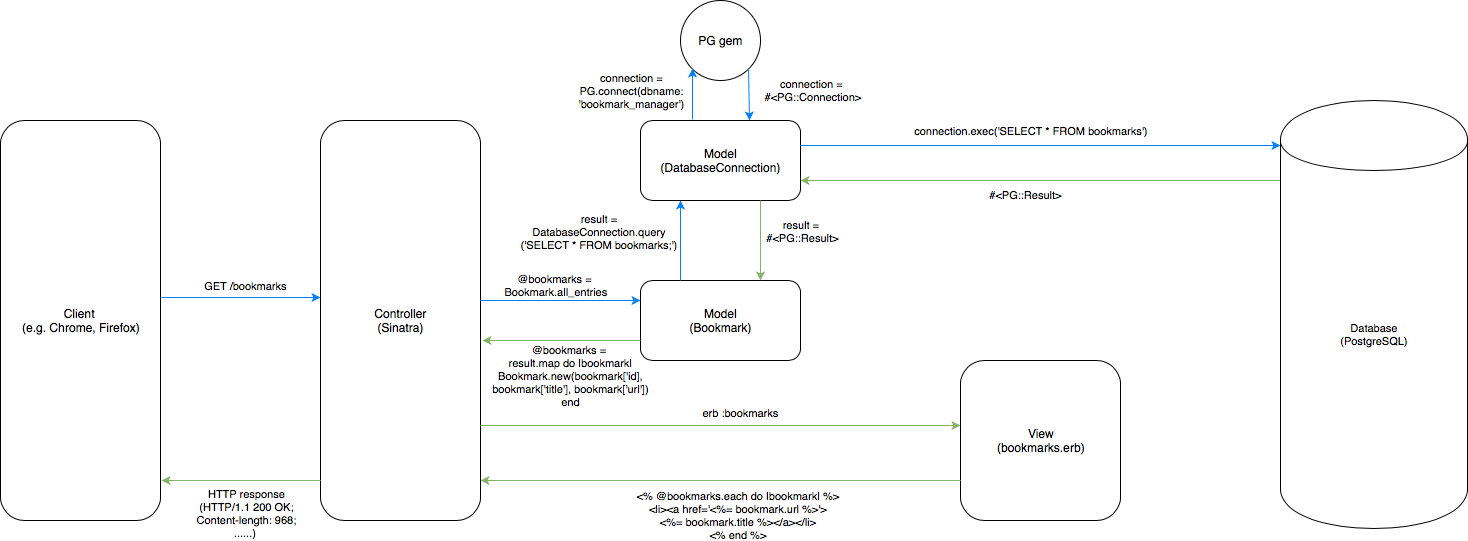 PG gem
connection =
PG.connect(dbname:
'bookmark_manager')
connection =
#<PG::Connection>
Model
(DatabaseConnection)
connection.exec('SELECT * FROM bookmarks')
#<PG::Result>
result =
DatabaseConnection.query
('SELECT * FROM bookmarks;')
result =
#<PG::Result>
GET /bookmarks
@bookmarks =
Bookmark.all_entries
Client
(e.g. Chrome, Firefox)
Controller
(Sinatra)
Model
(Bookmark)
Database
(PostgreSQL)
@bookmarks =
result.map do |bookmark|
Bookmark.new(bookmark['id],
bookmark['title'], bookmark['url'])
end
erb :bookmarks
View
(bookmarks.erb)
HTTP response
(HTTP/1.1 200 OK;
Content-length: 968;
......)
<% @bookmarks.each do |bookmark| %>
<li><a href='<%= bookmark.url %>'>
<%= bookmark.title %></a></li>
<% end %>